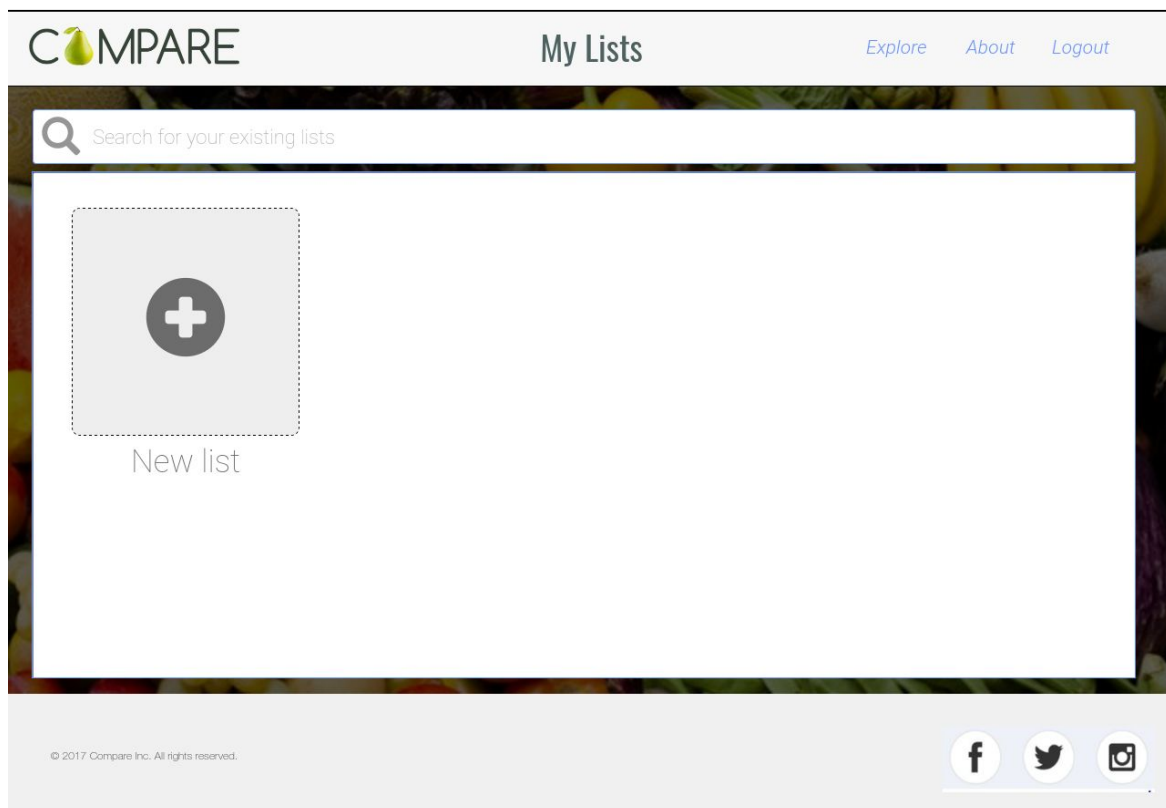 COMPARE
My Lists
Explore About Logout
Search for your existing lists
New list
© 2017 Compare Inc. All rights reserved.